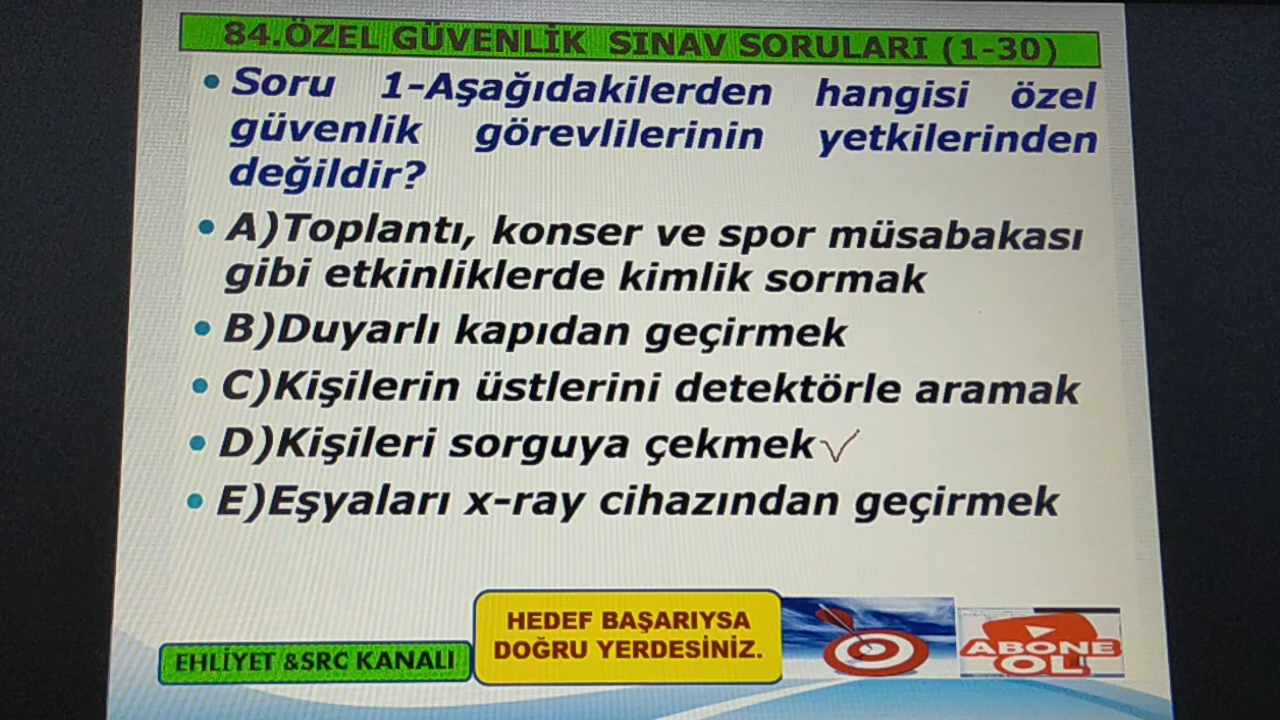 84.ÖZEL GÜVENLİK SINAV SORULARI (1-30)
• Soru 1-Aşağıdakilerden hangisi özel
güvenlik görevlilerinin yetkilerinden
değildir?
• A)Toplantı, konser ve spor müsabakası
gibi etkinliklerde kimlik sormak
• B)Duyarlı kapıdan geçirmek
• C)Kişilerin üstlerini detektörle aramak
• D)Kişileri sorguya çekmek
• E)Eşyaları x-ray cihazından geçirmek
HEDEF BAŞARIYSA
DOĞRU YERDESİNİZ.
EHLİYET &SRC KANALI
ABONE
OL